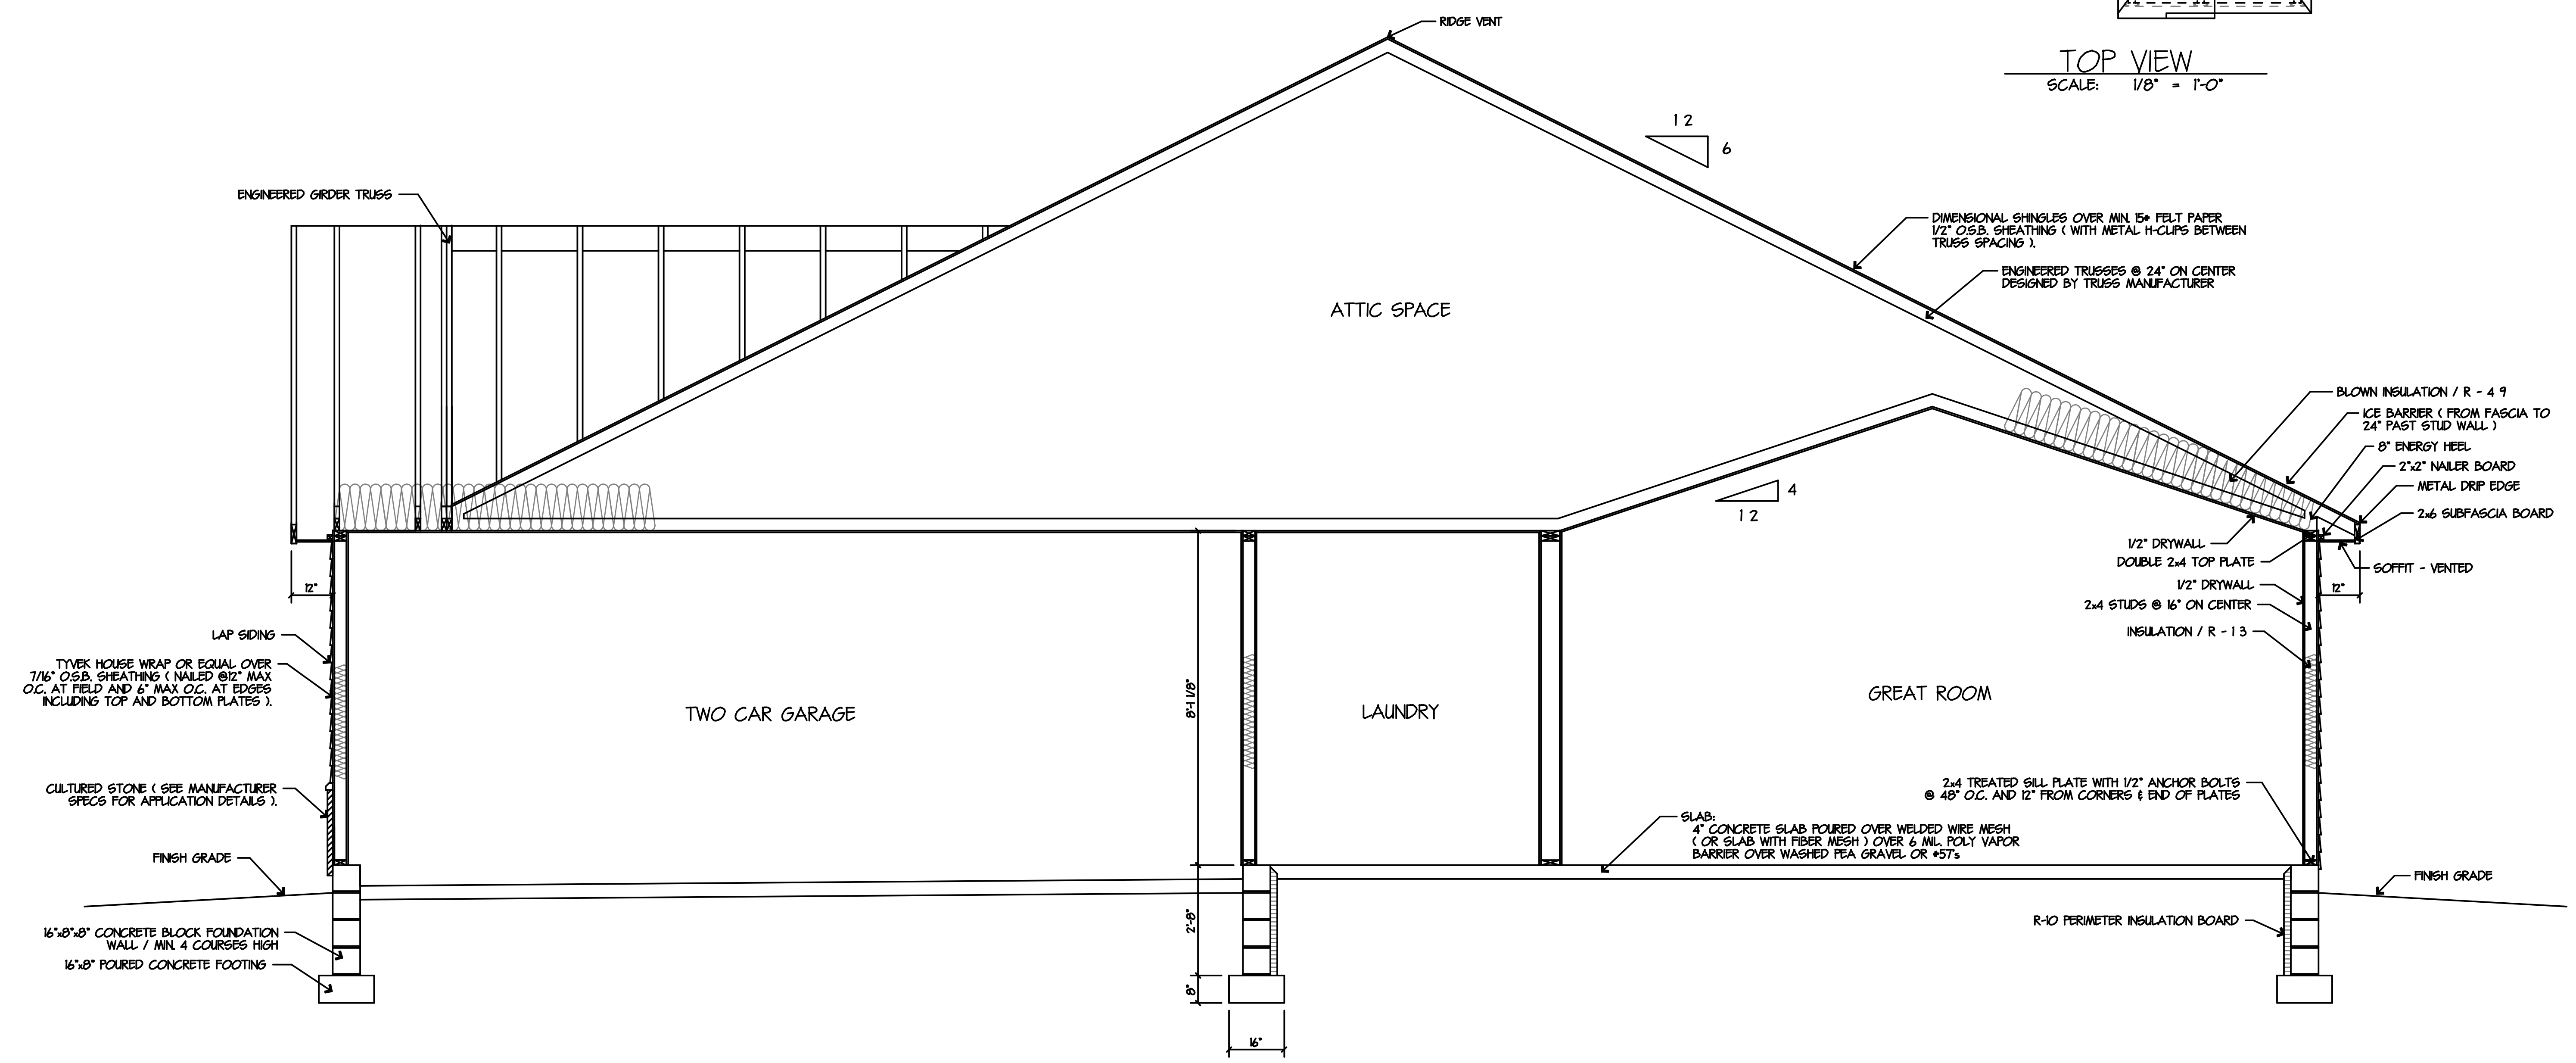 RIDGE VENT
TOP VIEW
SCALE: 1/8" = 1'-0"
12
6
ENGINEERED GIRDER TRUSS
DIMENSIONAL SHINGLES OVER MIN. 15# FELT PAPER
1/2" O.S.B. SHEATHING ( WITH METAL H-CLIPS BETWEEN
TRUSS SPACING ).
ENGINEERED TRUSSES @ 24" ON CENTER
DESIGNED BY TRUSS MANUFACTURER
ATTIC SPACE
BLOWN INSULATION / R - 49
ICE BARRIER ( FROM FASCIA TO
24" PAST STUD WALL )
8" ENERGY HEEL
2"x2" NAILER BOARD
METAL DRIP EDGE
2x6 SUBFASCIA BOARD
4
12
1/2" DRYWALL
DOUBLE 2x4 TOP PLATE
SOFFIT - VENTED
1/2" DRYWALL
12"
12"
2x4 STUDS @ 16" ON CENTER
INSULATION / R - 13
LAP SIDING
TYVEK HOUSE WRAP OR EQUAL OVER
7/16" O.S.B. SHEATHING ( NAILED @12" MAX
O.C. AT FIELD AND 6" MAX O.C. AT EDGES
INCLUDING TOP AND BOTTOM PLATES ).
8'-1 1/8"
TWO CAR GARAGE
LAUNDRY
GREAT ROOM
CULTURED STONE ( SEE MANUFACTURER
SPECS FOR APPLICATION DETAILS ).
2x4 TREATED SILL PLATE WITH 1/2" ANCHOR BOLTS
@ 48" O.C. AND 12" FROM CORNERS & END OF PLATES
SLAB:
4" CONCRETE SLAB POURED OVER WELDED WIRE MESH
( OR SLAB WITH FIBER MESH ) OVER 6 MIL. POLY VAPOR
BARRIER OVER WASHED PEA GRAVEL OR #57's
FINISH GRADE
FINISH GRADE
2'-8"
R-10 PERIMETER INSULATION BOARD
16"x8"x8" CONCRETE BLOCK FOUNDATION
WALL / MIN. 4 COURSES HIGH
16"x8" POURED CONCRETE FOOTING
8"
16"